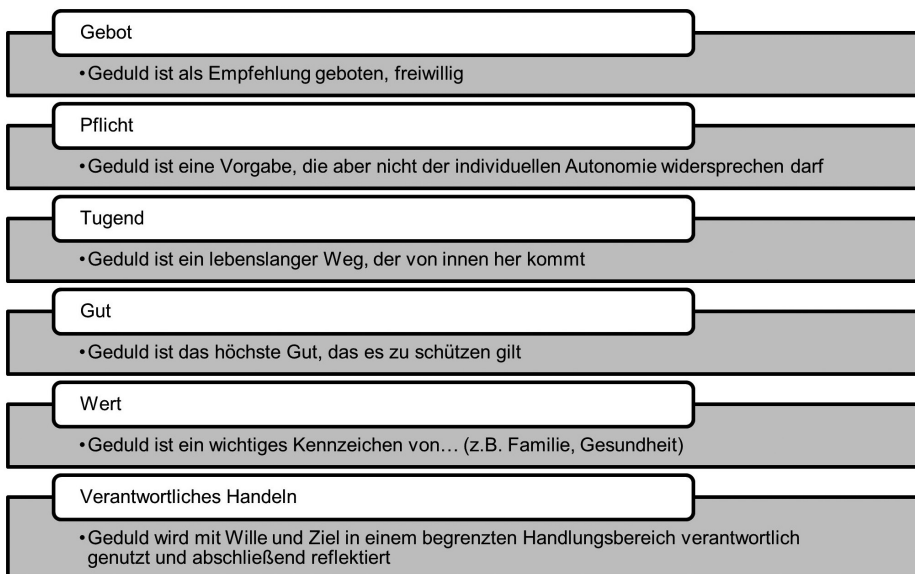 Gebot
•Geduld ist als Empfehlung geboten, freiwillig
Pflicht
•Geduld ist eine Vorgabe, die aber nicht der individuellen Autonomie widersprechen darf
Tugend
•Geduld ist ein lebenslanger Weg, der von innen her kommt
Gut
•Geduld ist das höchste Gut, das es zu schützen gilt
Wert
•Geduld ist ein wichtiges Kennzeichen von… (z.B. Familie, Gesundheit)
Verantwortliches Handeln
•Geduld wird mit Wille und Ziel in einem begrenzten Handlungsbereich verantwortlich
genutzt und abschließend reflektiert